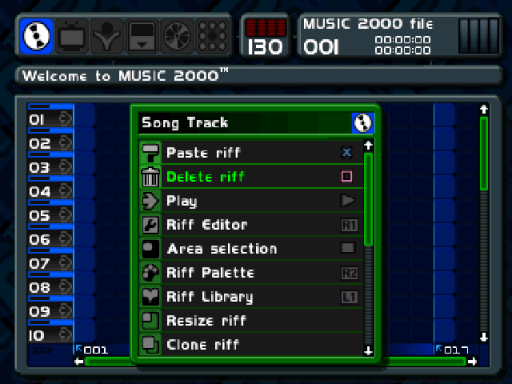 MUSIC 2000 file
130
001
00:00:00
00:00:00
Welcome to MUSIC 2000™
Song Track
01
02
03
04
05
06
07
08
09
10
Paste riff
Delete riff
Play
Riff Editor R1
Area selection
Riff Palette R2
Riff Library L1
Resize riff
Clone riff
001
017